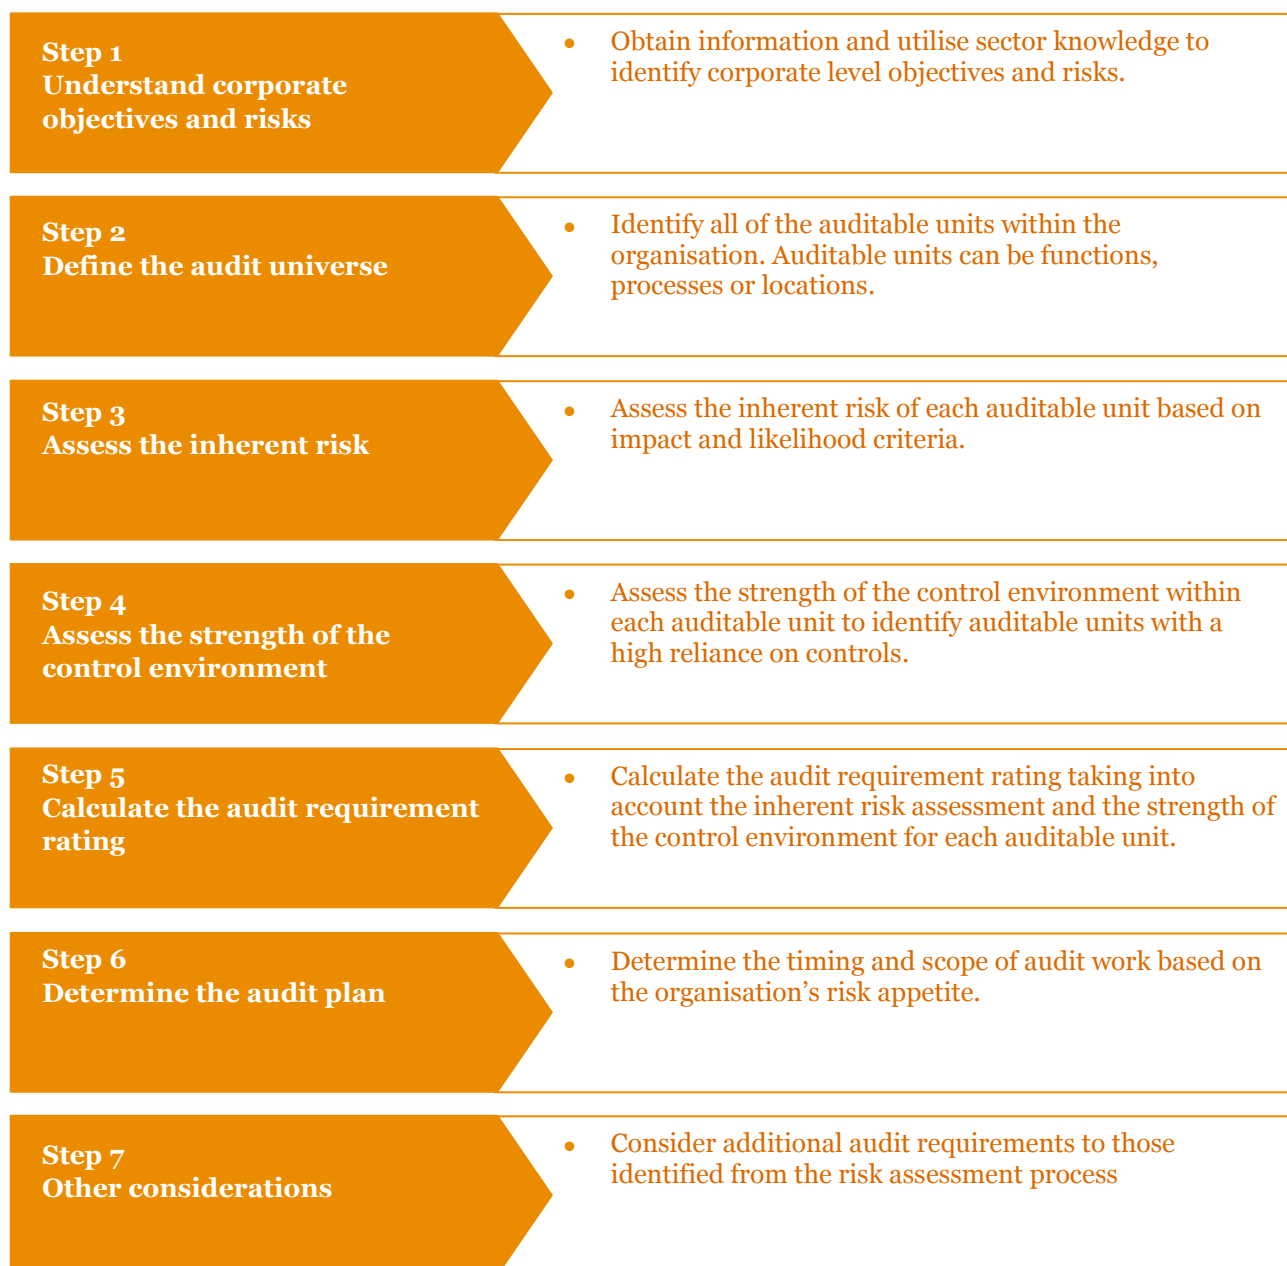 Step 1
Understand corporate
objectives and risks
• Obtain information and utilise sector knowledge to
identify corporate level objectives and risks.
Step 2
Define the audit universe
• Identify all of the auditable units within the
organisation. Auditable units can be functions,
processes or locations.
Step 3
Assess the inherent risk
• Assess the inherent risk of each auditable unit based on
impact and likelihood criteria.
Step 4
Assess the strength of the
control environment
• Assess the strength of the control environment within
each auditable unit to identify auditable units with a
high reliance on controls.
Step 5
Calculate the audit requirement
rating
• Calculate the audit requirement rating taking into
account the inherent risk assessment and the strength of
the control environment for each auditable unit.
Step 6
Determine the audit plan
• Determine the timing and scope of audit work based on
the organisation’s risk appetite.
Step 7
Other considerations
• Consider additional audit requirements to those
identified from the risk assessment process